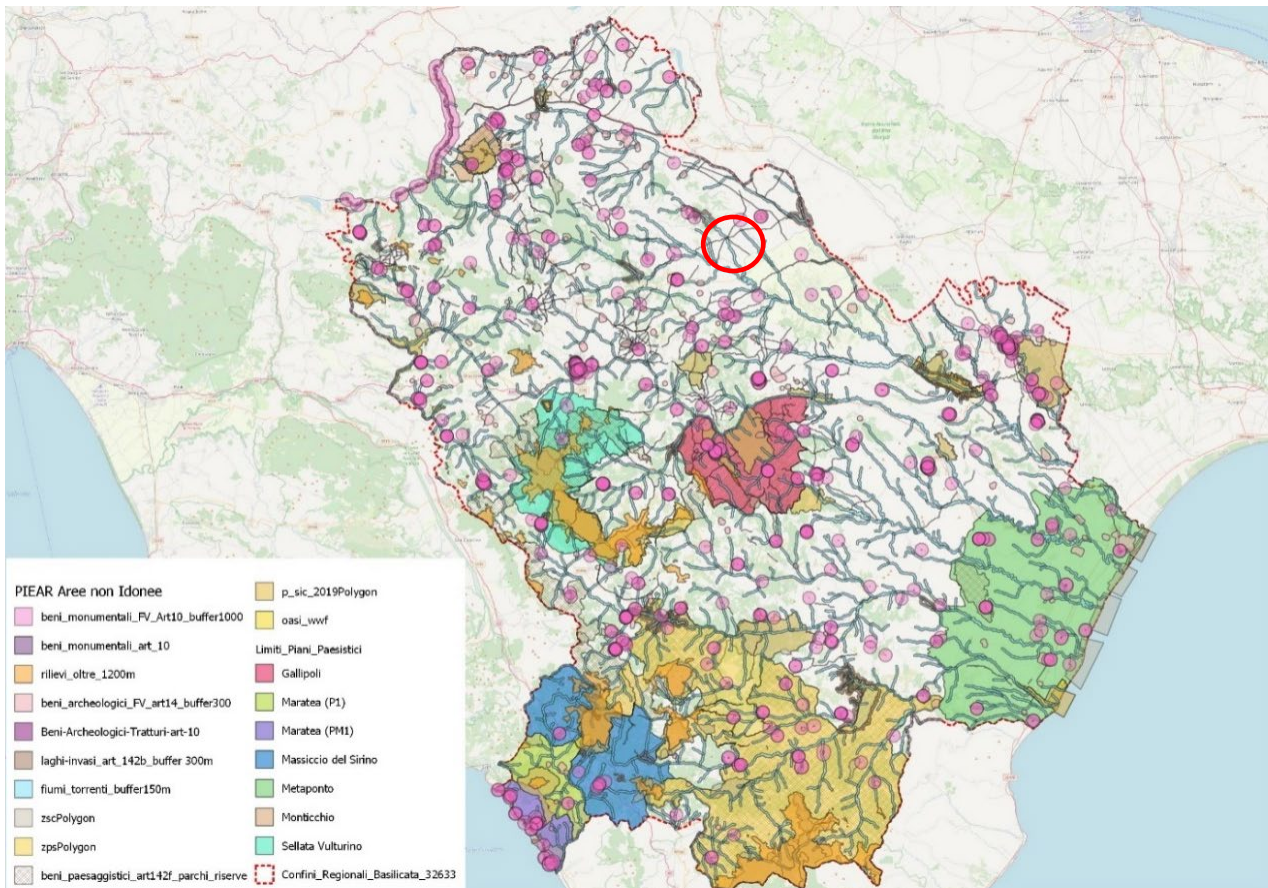 PIEAR Aree non Idonee
beni_monumentali_FV_Art10_buffer1000
beni_monumentali_art_10
rilievi_oltre_1200m
beni_archeologici_FV_art14_buffer300
Beni-Archeologici-Tratturi-art-10
laghi-invasi_art_142b_buffer 300m
fiumi_torrenti_buffer150m
zscPolygon
zpsPolygon
beni_paesaggistici_art142f_parchi_riserve
p_sic_2019Polygon
oasi_wwf
Limiti_Piani_Paesistici
Gallipoli
Maratea (P1)
Maratea (PM1)
Massiccio del Sirino
Metaponto
Monticchio
Sellata Vulturino
Confini_Regionali_Basilicata_32633